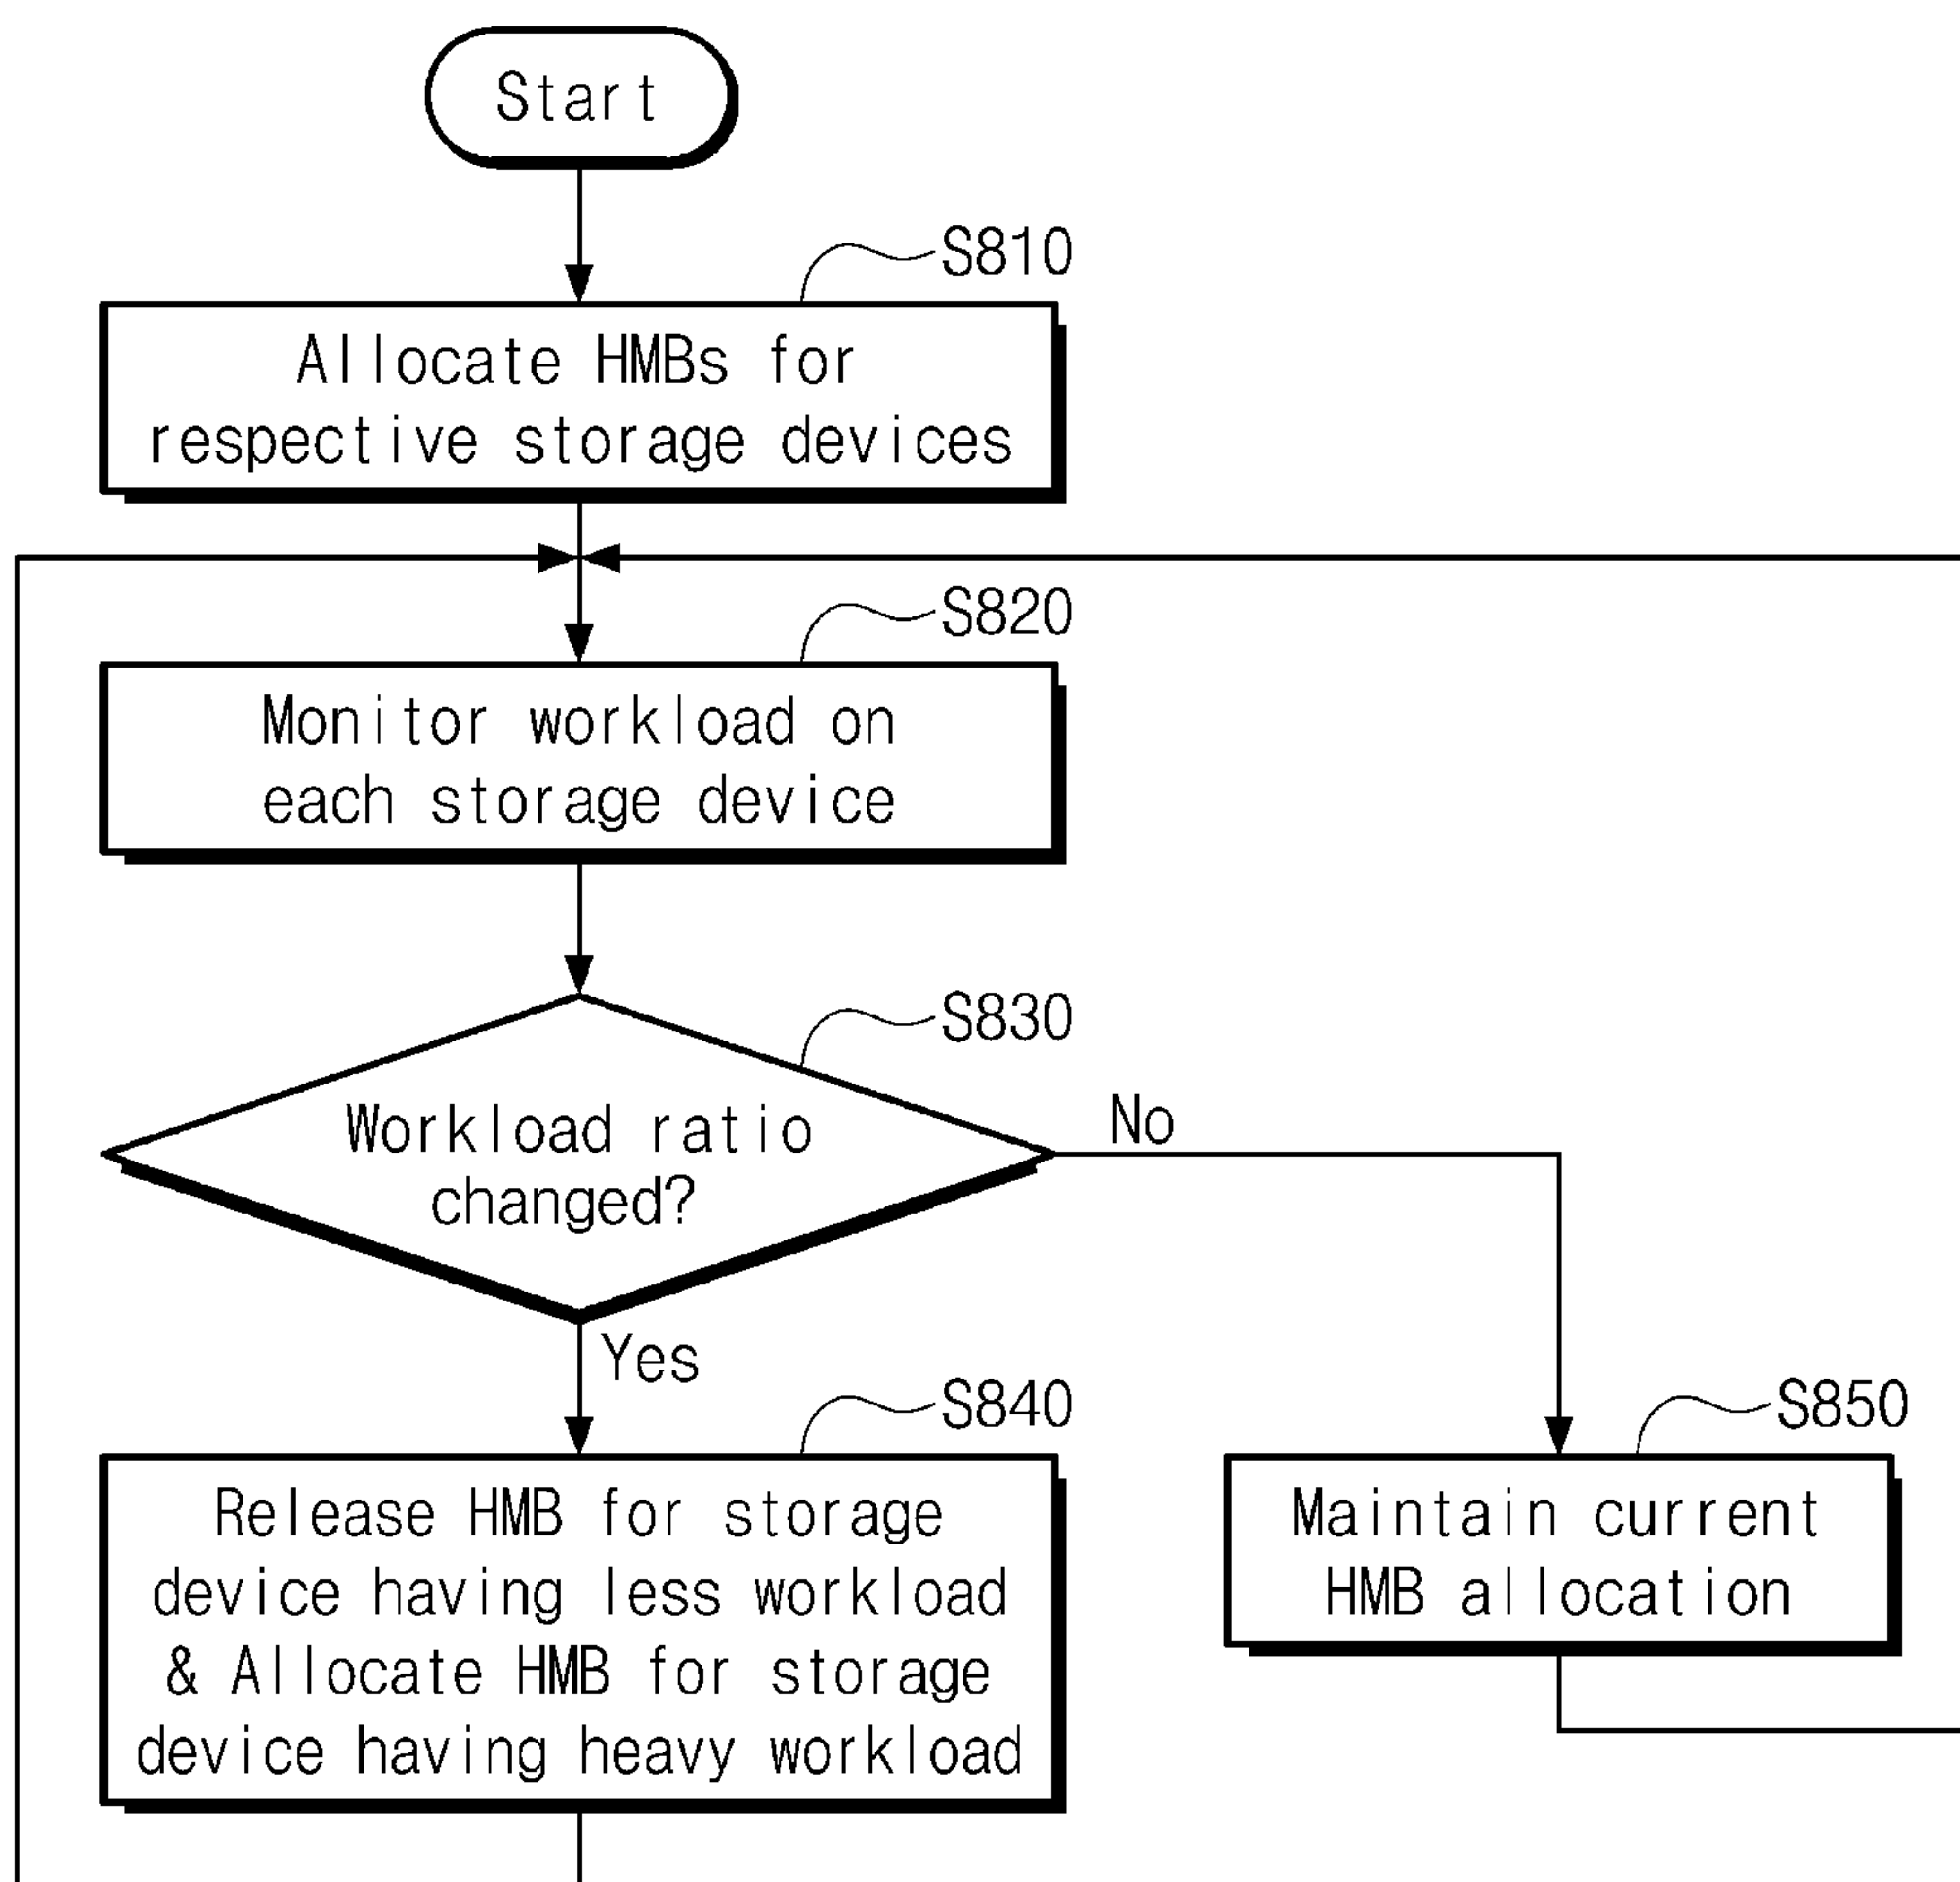 Start
S810
Allocate HMBs for
respective storage devices
S820
Monitor workload on
each storage device
S830
Workload ratio
changed?
No
Yes
S840
Release HMB for storage
device having less workload
& Allocate HMB for storage
device having heavy workload
S850
Maintain current
HMB allocation